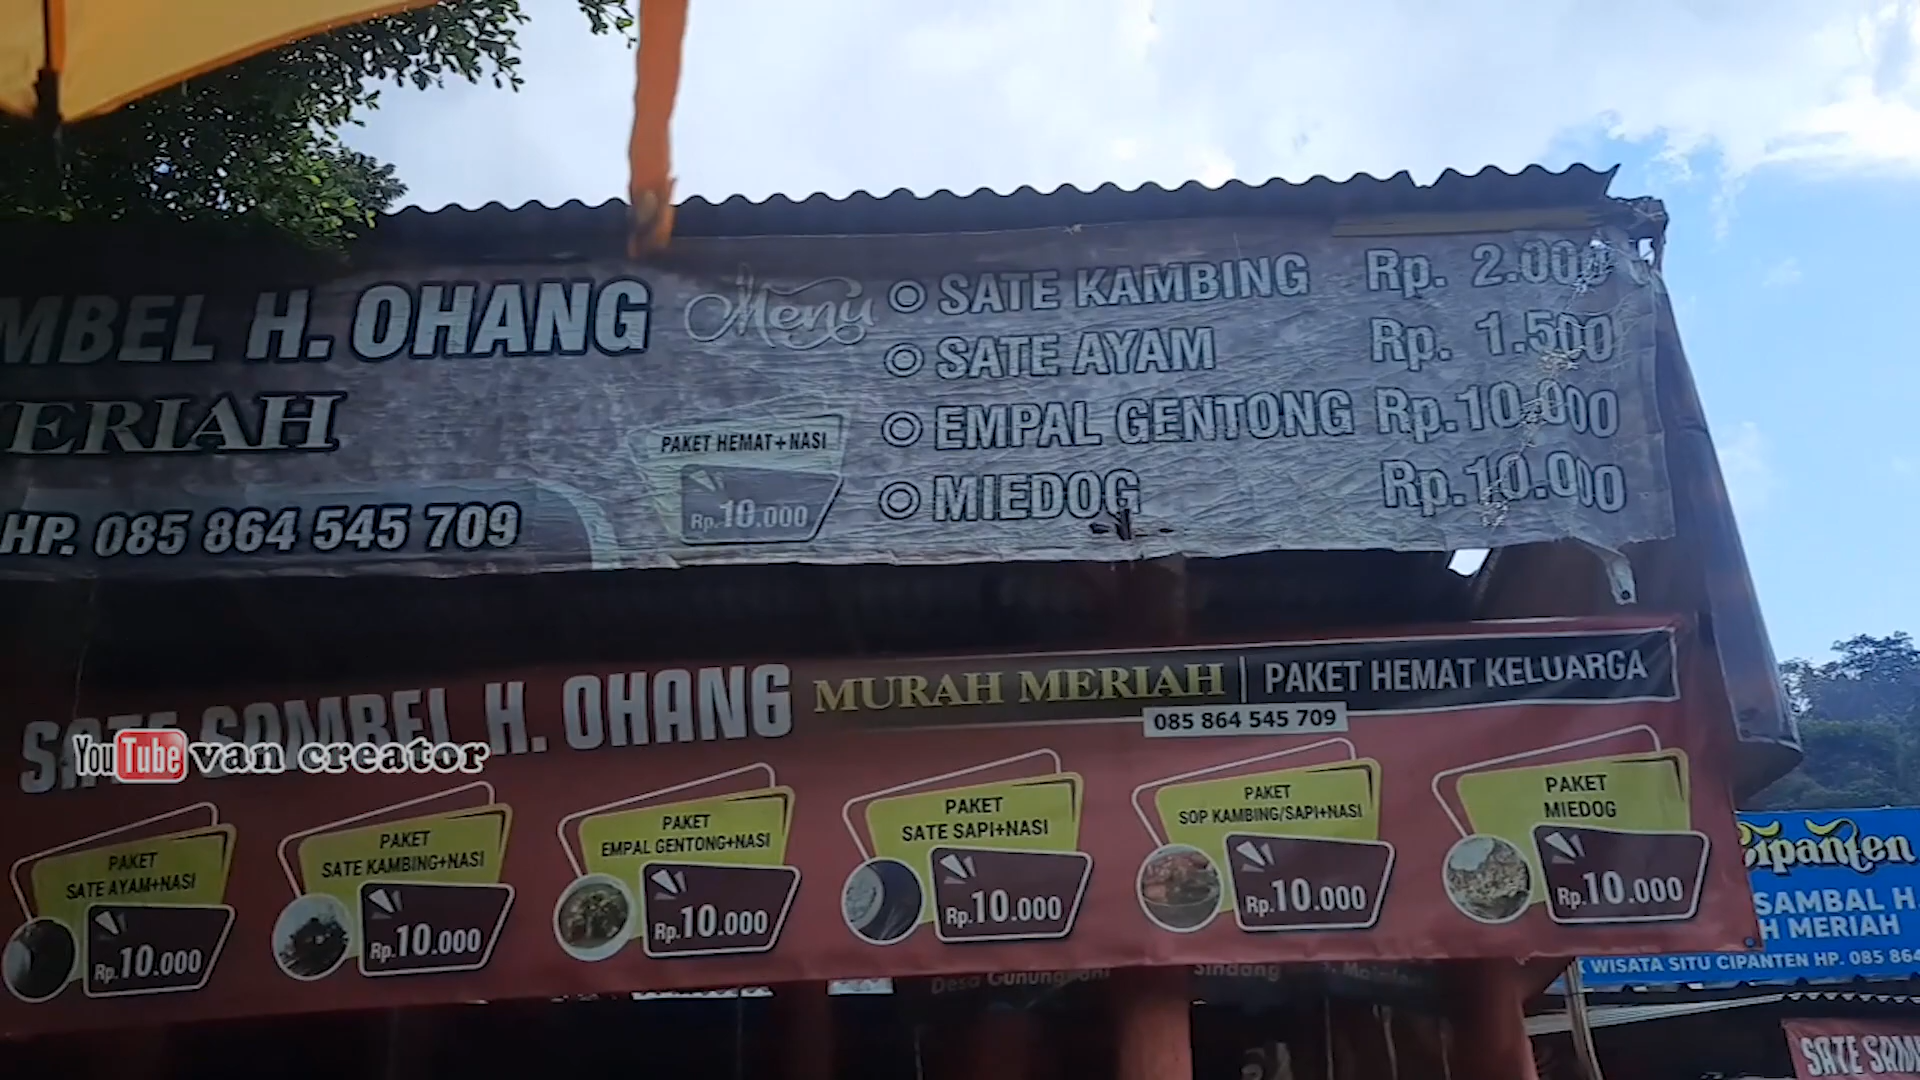 MBEL H. OHANG
ERIAH
HP. 085 864 545 709
Menu
PAKET HEMAT+NASI
Rp.10.000
SATE KAMBING Rp. 2.000
SATE AYAM Rp. 1.500
EMPAL GENTONG Rp.10.000
MIEDOG Rp.10.000
SATE SAMBEL H. OHANG
MURAH MERIAH | PAKET HEMAT KELUARGA
085 864 545 709
YouTube van creator
PAKET
SATE AYAM+NASI
Rp.10.000
PAKET
SATE KAMBING+NASI
Rp.10.000
PAKET
EMPAL GENTONG+NASI
Rp.10.000
PAKET
SATE SAPI+NASI
Rp.10.000
PAKET
SOP KAMBING/SAPI+NASI
Rp.10.000
PAKET
MIEDOG
Rp.10.000
Cipanten
SAMBAL H.
H MERIAH
WISATA SITU CIPANTEN HP. 085 864
Sindang
SATE SAM